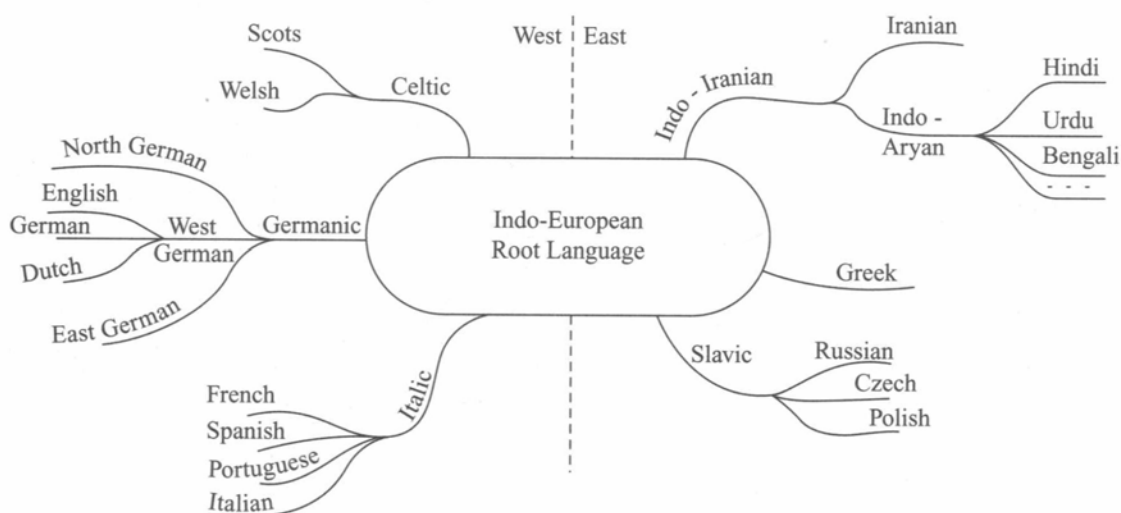 Scots
West
East
Iranian
Welsh
Celtic
Indo - Iranian
Hindi
Indo -
Aryan
Urdu
Bengali
- - -
North German
English
German
West
German
Germanic
Dutch
East German
Indo-European
Root Language
Greek
Slavic
Russian
Czech
Polish
Italic
French
Spanish
Portuguese
Italian